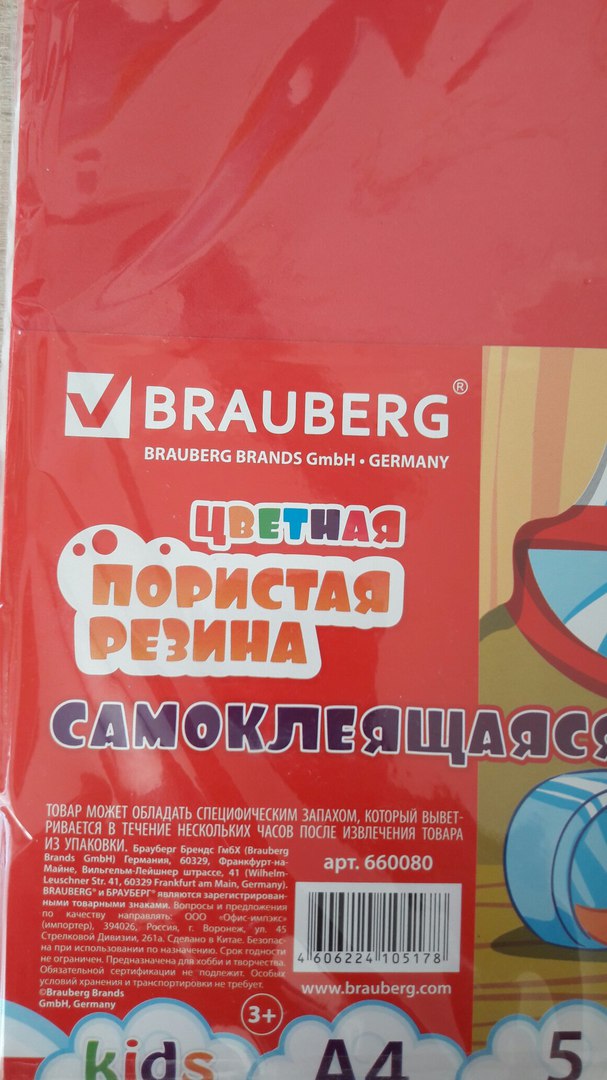 BRAUBERG®
BRAUBERG BRANDS GmbH • GERMANY
ЦВЕТНАЯ
ПОРИСТАЯ
РЕЗИНА
САМОКЛЕЯЩАЯСЯ
ТОВАР МОЖЕТ ОБЛАДАТЬ СПЕЦИФИЧЕСКИМ ЗАПАХОМ, КОТОРЫЙ ВЫВЕТ-
РИВАЕТСЯ В ТЕЧЕНИЕ НЕСКОЛЬКИХ ЧАСОВ ПОСЛЕ ИЗВЛЕЧЕНИЯ ТОВАРА
ИЗ УПАКОВКИ. Брауберг Брендс ГмбХ (Brauberg
Brands GmbH) Германия, 60329, Франкфурт-на-
Майне, Вильгельм-Лейшнер штрассе, 41 (Wilhelm-
Leuschner Str. 41, 60329 Frankfurt am Main, Germany).
BRAUBERG® и БРАУБЕРГ® являются зарегистрирован-
ными товарными знаками. Вопросы и предложения
по качеству направлять: ООО «Офис-импэкс»
(импортер), 394026, Россия, г. Воронеж, ул. 45
Стрелковой Дивизии, 261а. Сделано в Китае. Безопас-
на при использовании по назначению. Срок годности
не ограничен. Предназначена для хобби и творчества.
Обязательной сертификации не подлежит. Особых
условий хранения и транспортировки не требует.
©Brauberg Brands
GmbH, Germany
арт. 660080
4 606224 105178
www.brauberg.com
3+
kids
А4
5